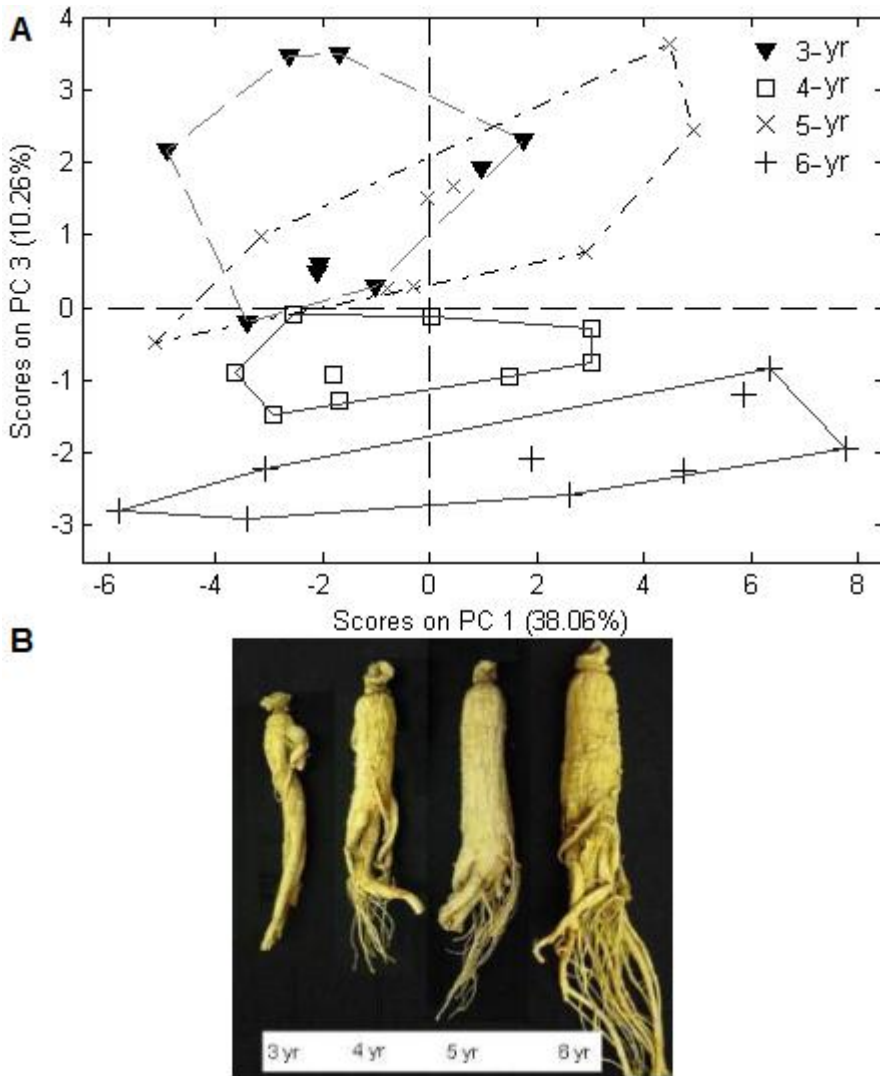 A
4
3
2
1
0
-1
-2
-3
Scores on PC 3 (10.26%)
3-yr
4-yr
5-yr
6-yr
-6 -4 -2 0 2 4 6 8
Scores on PC 1 (38.06%)
B
3 yr 4 yr 5 yr 6 yr